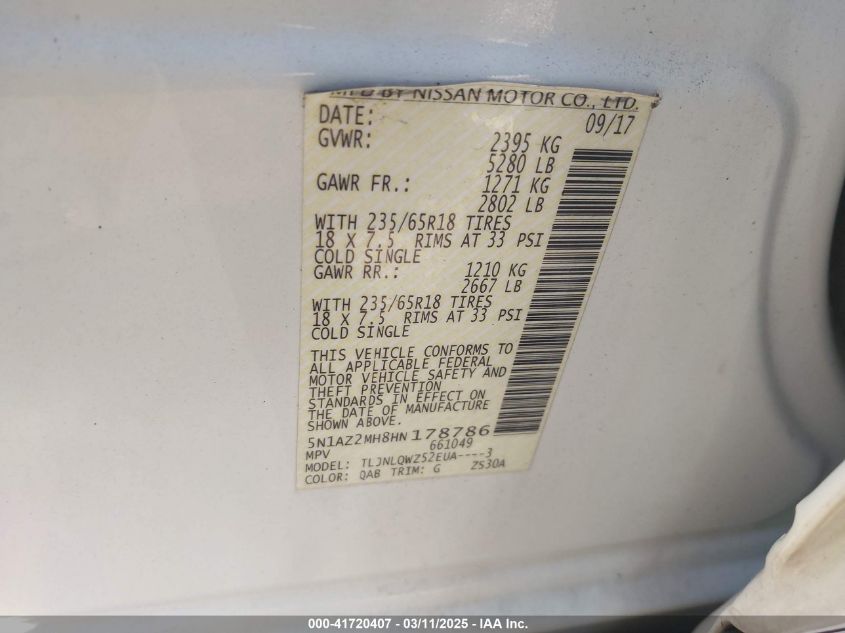 MFD BY NISSAN MOTOR CO., LTD.
DATE: 09/17
GVWR: 2395 KG
5280 LB
GAWR FR.: 1271 KG
2802 LB
WITH 235/65R18 TIRES
18 X 7.5 RIMS AT 33 PSI
COLD SINGLE
GAWR RR.: 1210 KG
2667 LB
WITH 235/65R18 TIRES
18 X 7.5 RIMS AT 33 PSI
COLD SINGLE
THIS VEHICLE CONFORMS TO
ALL APPLICABLE FEDERAL
MOTOR VEHICLE SAFETY AND
THEFT PREVENTION
STANDARDS IN EFFECT ON
THE DATE OF MANUFACTURE
SHOWN ABOVE.
5N1AZ2MH8HN178786
MPV 661049
MODEL: TLJNLQWZ52EUA----3
COLOR: QAB TRIM: G ZS30A
000-41720407 - 03/11/2025 - IAA Inc.